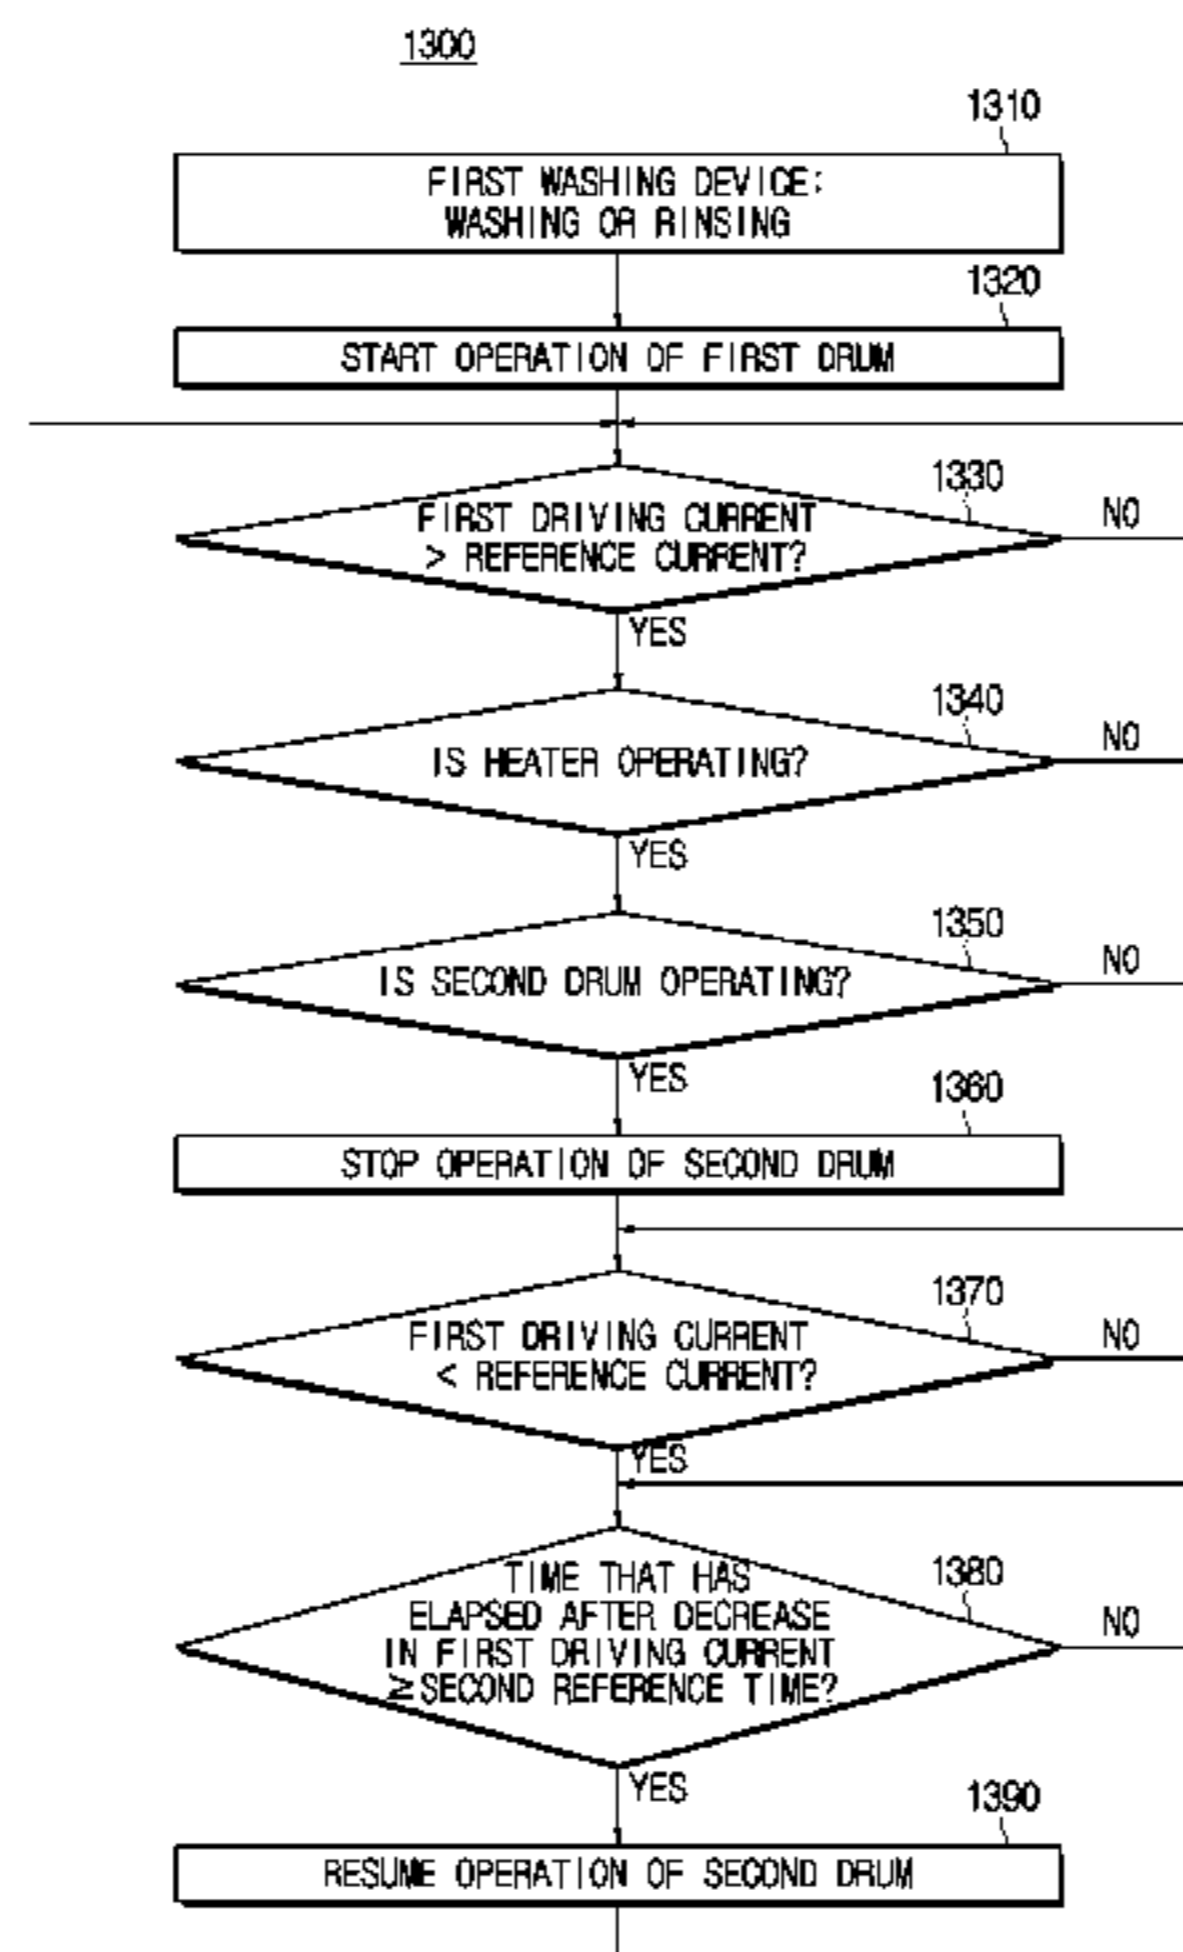 1300
1310
FIRST WASHING DEVICE:
WASHING OR RINSING
1320
START OPERATION OF FIRST DRUM
1330
FIRST DRIVING CURRENT
> REFERENCE CURRENT?
NO
YES
1340
IS HEATER OPERATING?
NO
YES
1350
IS SECOND DRUM OPERATING?
NO
YES
1360
STOP OPERATION OF SECOND DRUM
1370
FIRST DRIVING CURRENT
< REFERENCE CURRENT?
NO
YES
1380
TIME THAT HAS
ELAPSED AFTER DECREASE
IN FIRST DRIVING CURRENT
≥ SECOND REFERENCE TIME?
NO
YES
1390
RESUME OPERATION OF SECOND DRUM